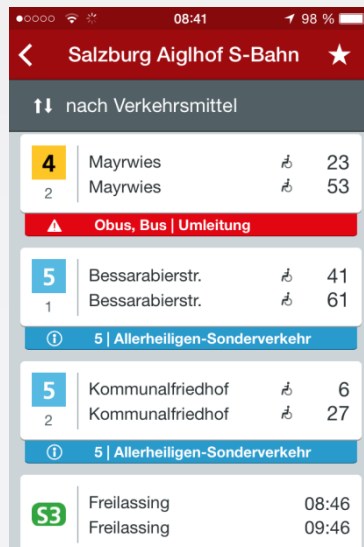 08:41 98 %
Salzburg Aiglhof S-Bahn
nach Verkehrsmittel
4 Mayrwies 23
2 Mayrwies 53
Obus, Bus | Umleitung
5 Bessarabierstr. 41
1 Bessarabierstr. 61
5 | Allerheiligen-Sonderverkehr
5 Kommunalfriedhof 6
2 Kommunalfriedhof 27
5 | Allerheiligen-Sonderverkehr
S3 Freilassing 08:46
Freilassing 09:46